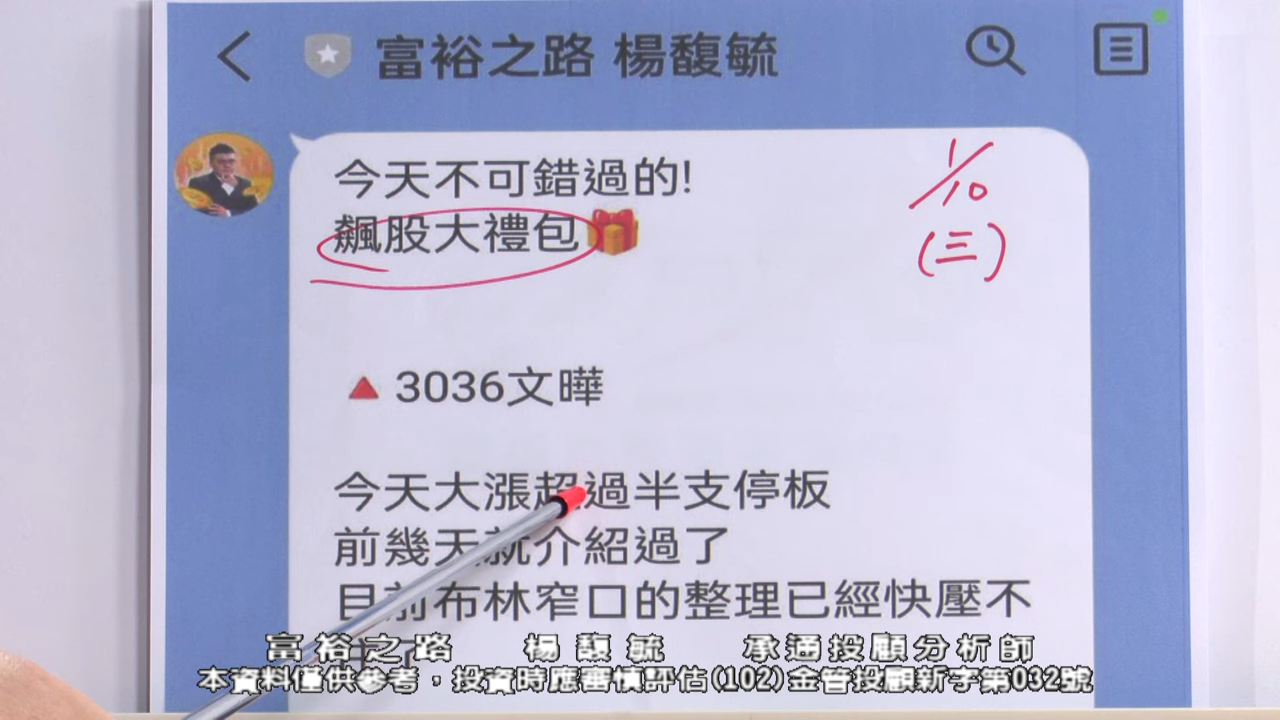 富裕之路 楊馥毓
今天不可錯過的!
飆股大禮包
1/10
(三)
3036文曄
今天大漲超過半支停板
前幾天就介紹過了
目前布林窄口的整理已經快壓不
富裕之路 楊馥毓 承通投顧分析師
本資料僅供參考,投資時應審慎評估(102)金管投顧新字第032號